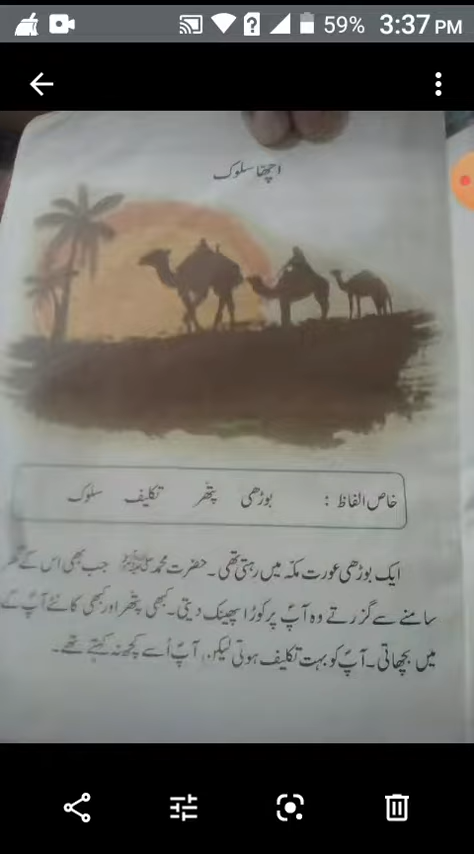 59% 3:37 PM
اچھا سلوک
خاص الفاظ : بوڑھی پتھر تکلیف سلوک
ایک بوڑھی عورت مکہ میں رہتی تھی۔ حضرت محمد ﷺ جب بھی اس کے گھر
سامنے سے گزرتے وہ آپؐ پر کوڑا پھینک دیتی۔ کبھی پتھر اور کبھی کانٹے آپؐ کے
میں بچھاتی۔ آپؐ کو بہت تکلیف ہوتی لیکن آپؐ اُسے کچھ نہ کہتے تھے۔